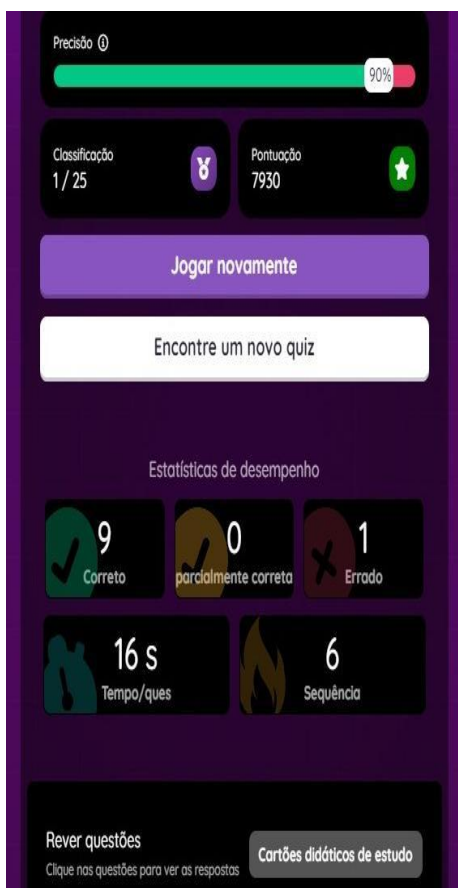 Precisão
90%
Classificação
1 / 25
Pontuação
7930
Jogar novamente
Encontre um novo quiz
Estatísticas de desempenho
9
Correto
0
parcialmente correta
1
Errado
16 s
Tempo/ques
6
Sequência
Rever questões
Clique nas questões para ver as respostas
Cartões didáticos de estudo